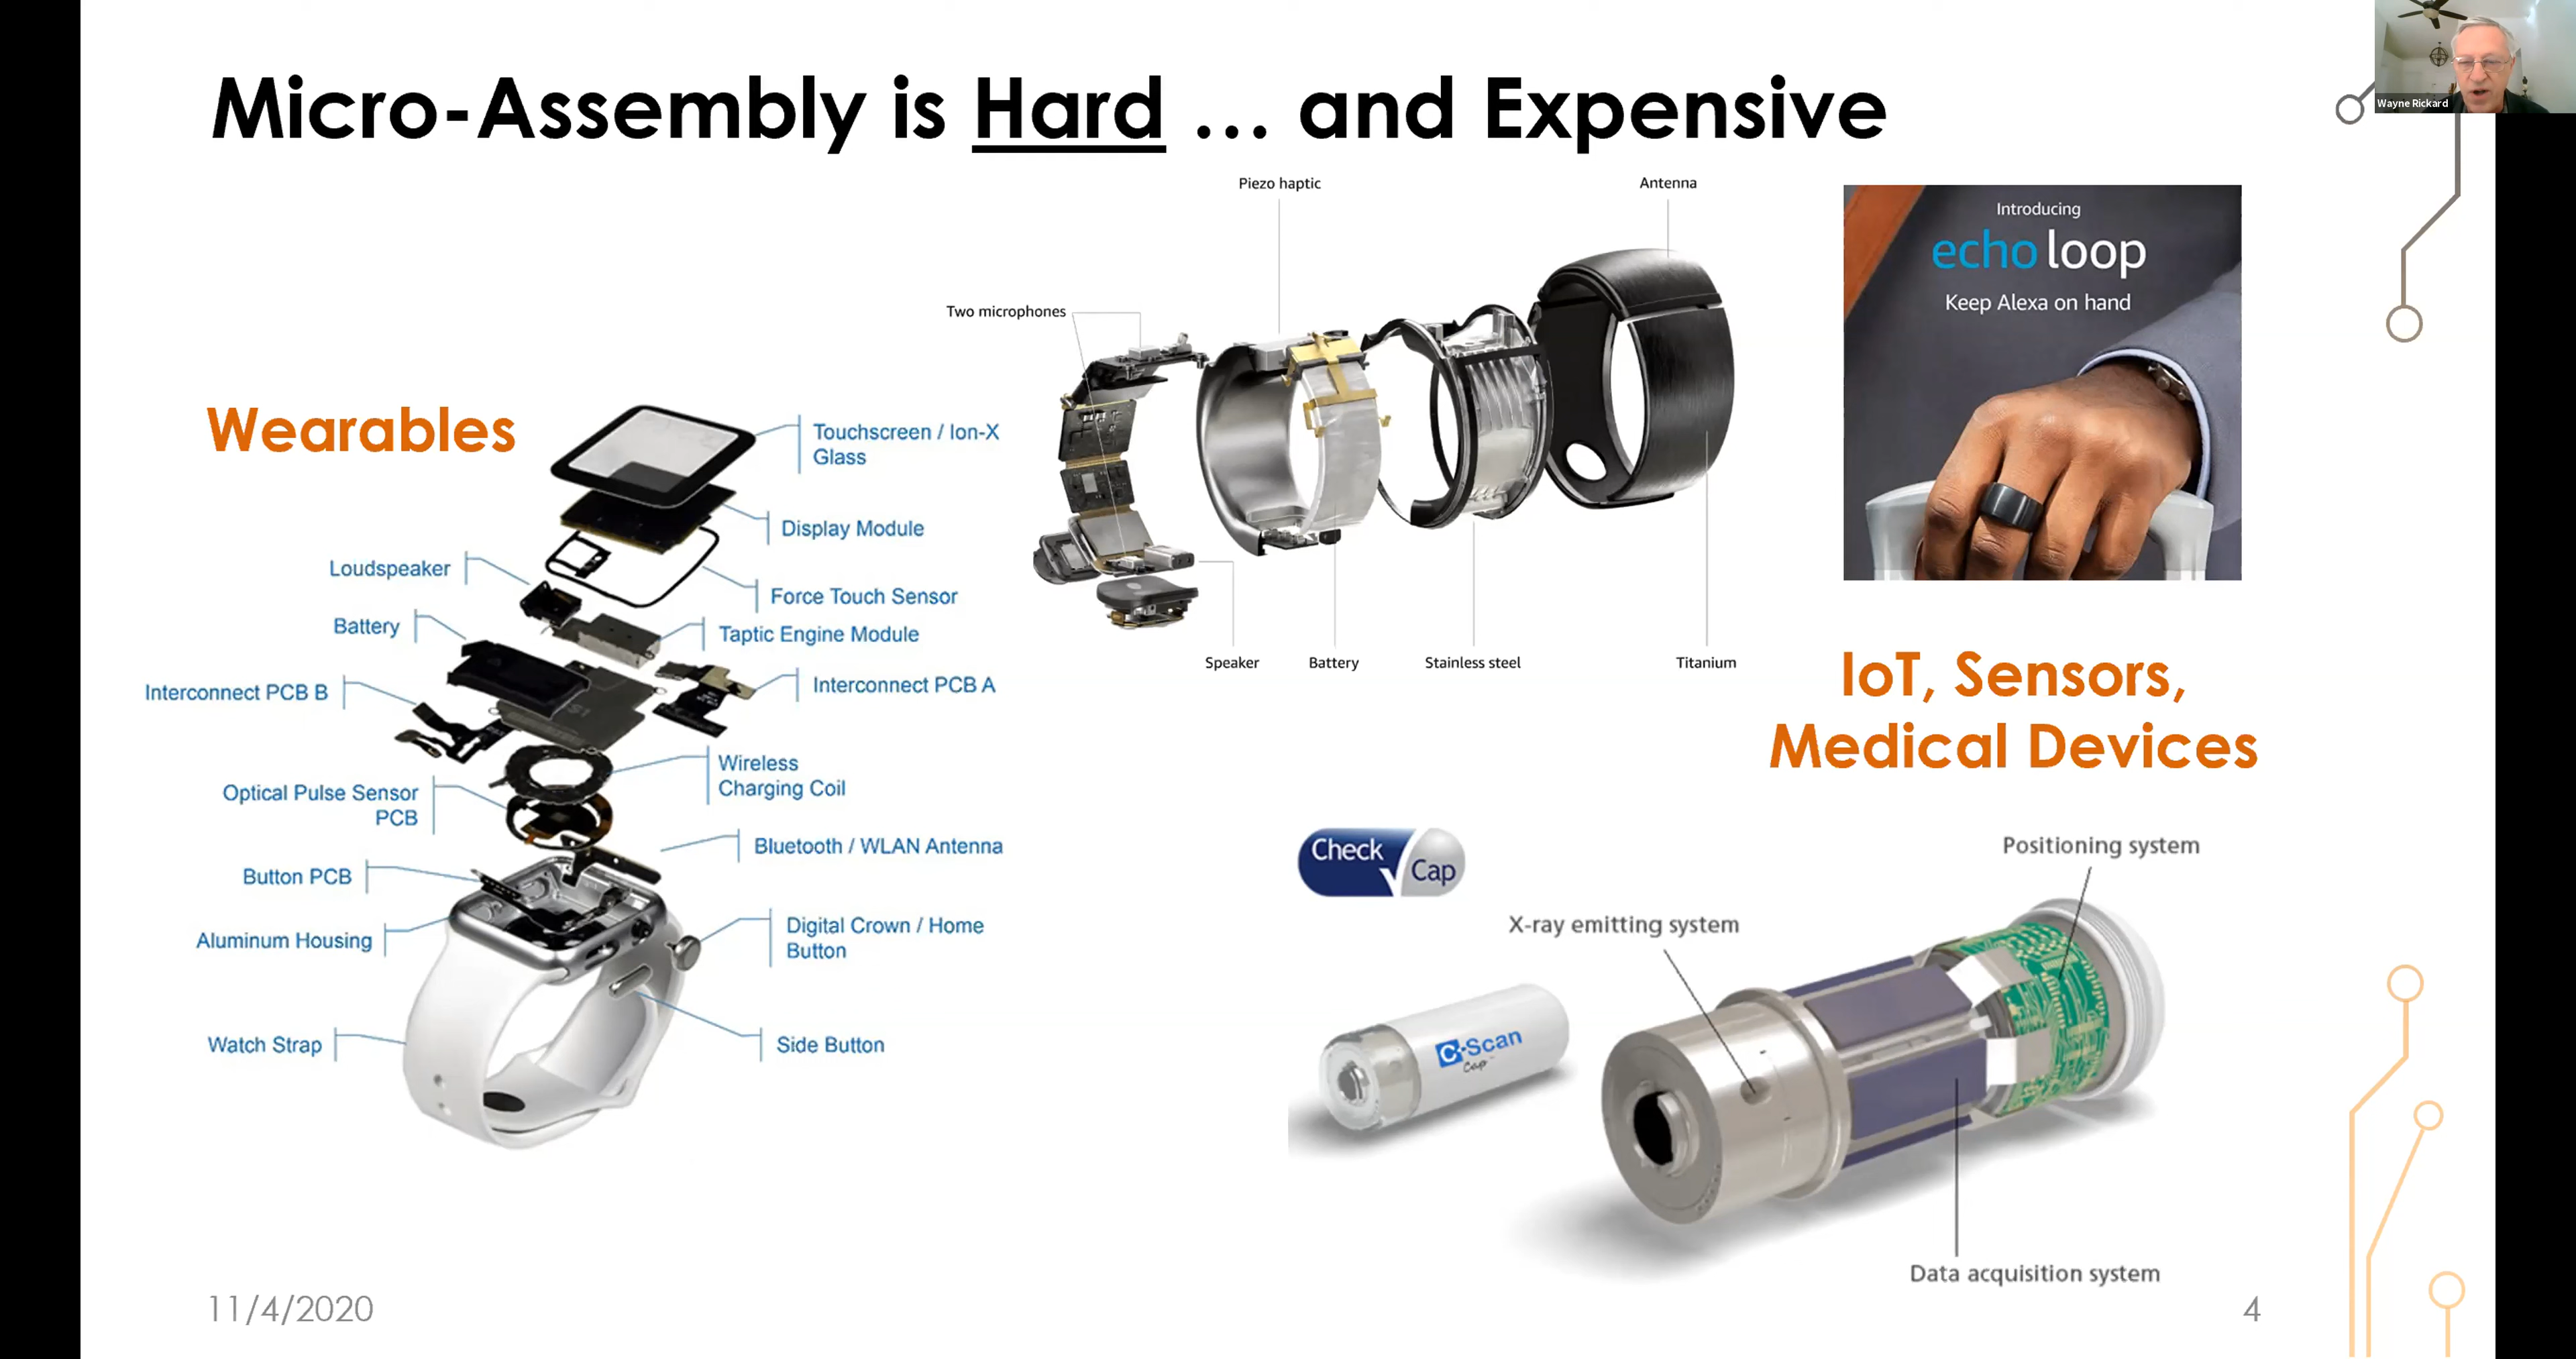 Micro-Assembly is Hard ... and Expensive
Wayne Rickard
Wearables
Touchscreen / Ion-X
Glass
Display Module
Force Touch Sensor
Loudspeaker
Taptic Engine Module
Battery
Interconnect PCB A
Interconnect PCB B
Wireless
Charging Coil
Optical Pulse Sensor
PCB
Bluetooth / WLAN Antenna
Button PCB
Digital Crown / Home
Button
Aluminum Housing
Watch Strap
Side Button
Piezo haptic
Antenna
Two microphones
Speaker
Battery
Stainless steel
Titanium
Introducing
echo loop
Keep Alexa on hand
IoT, Sensors,
Medical Devices
Check
Cap
Positioning system
X-ray emitting system
C-Scan
Cap
Data acquisition system
11/4/2020
4